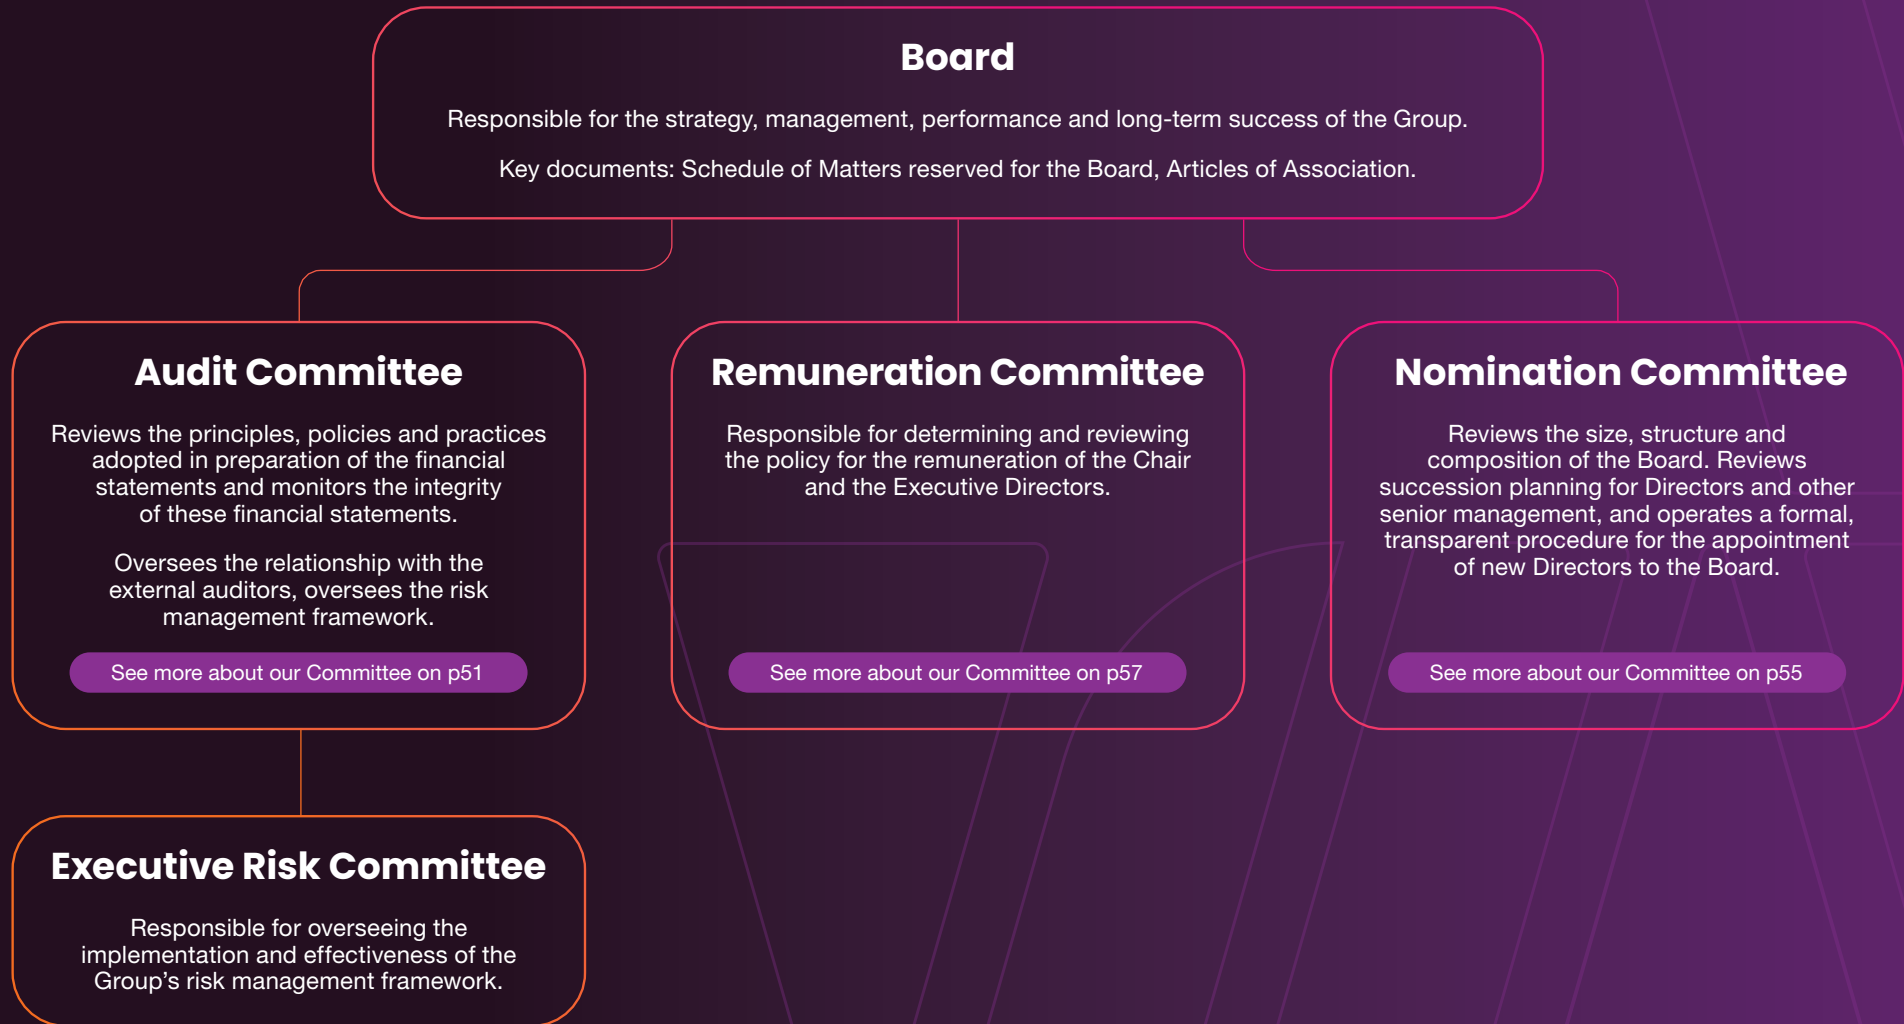 Board
Responsible for the strategy, management, performance and long-term success of the Group.
Key documents: Schedule of Matters reserved for the Board, Articles of Association.
Audit Committee
Reviews the principles, policies and practices
adopted in preparation of the financial
statements and monitors the integrity
of these financial statements.
Oversees the relationship with the
external auditors, oversees the risk
management framework.
See more about our Committee on p51
Remuneration Committee
Responsible for determining and reviewing
the policy for the remuneration of the Chair
and the Executive Directors.
See more about our Committee on p57
Nomination Committee
Reviews the size, structure and
composition of the Board. Reviews
succession planning for Directors and other
senior management, and operates a formal,
transparent procedure for the appointment
of new Directors to the Board.
See more about our Committee on p55
Executive Risk Committee
Responsible for overseeing the
implementation and effectiveness of the
Group’s risk management framework.